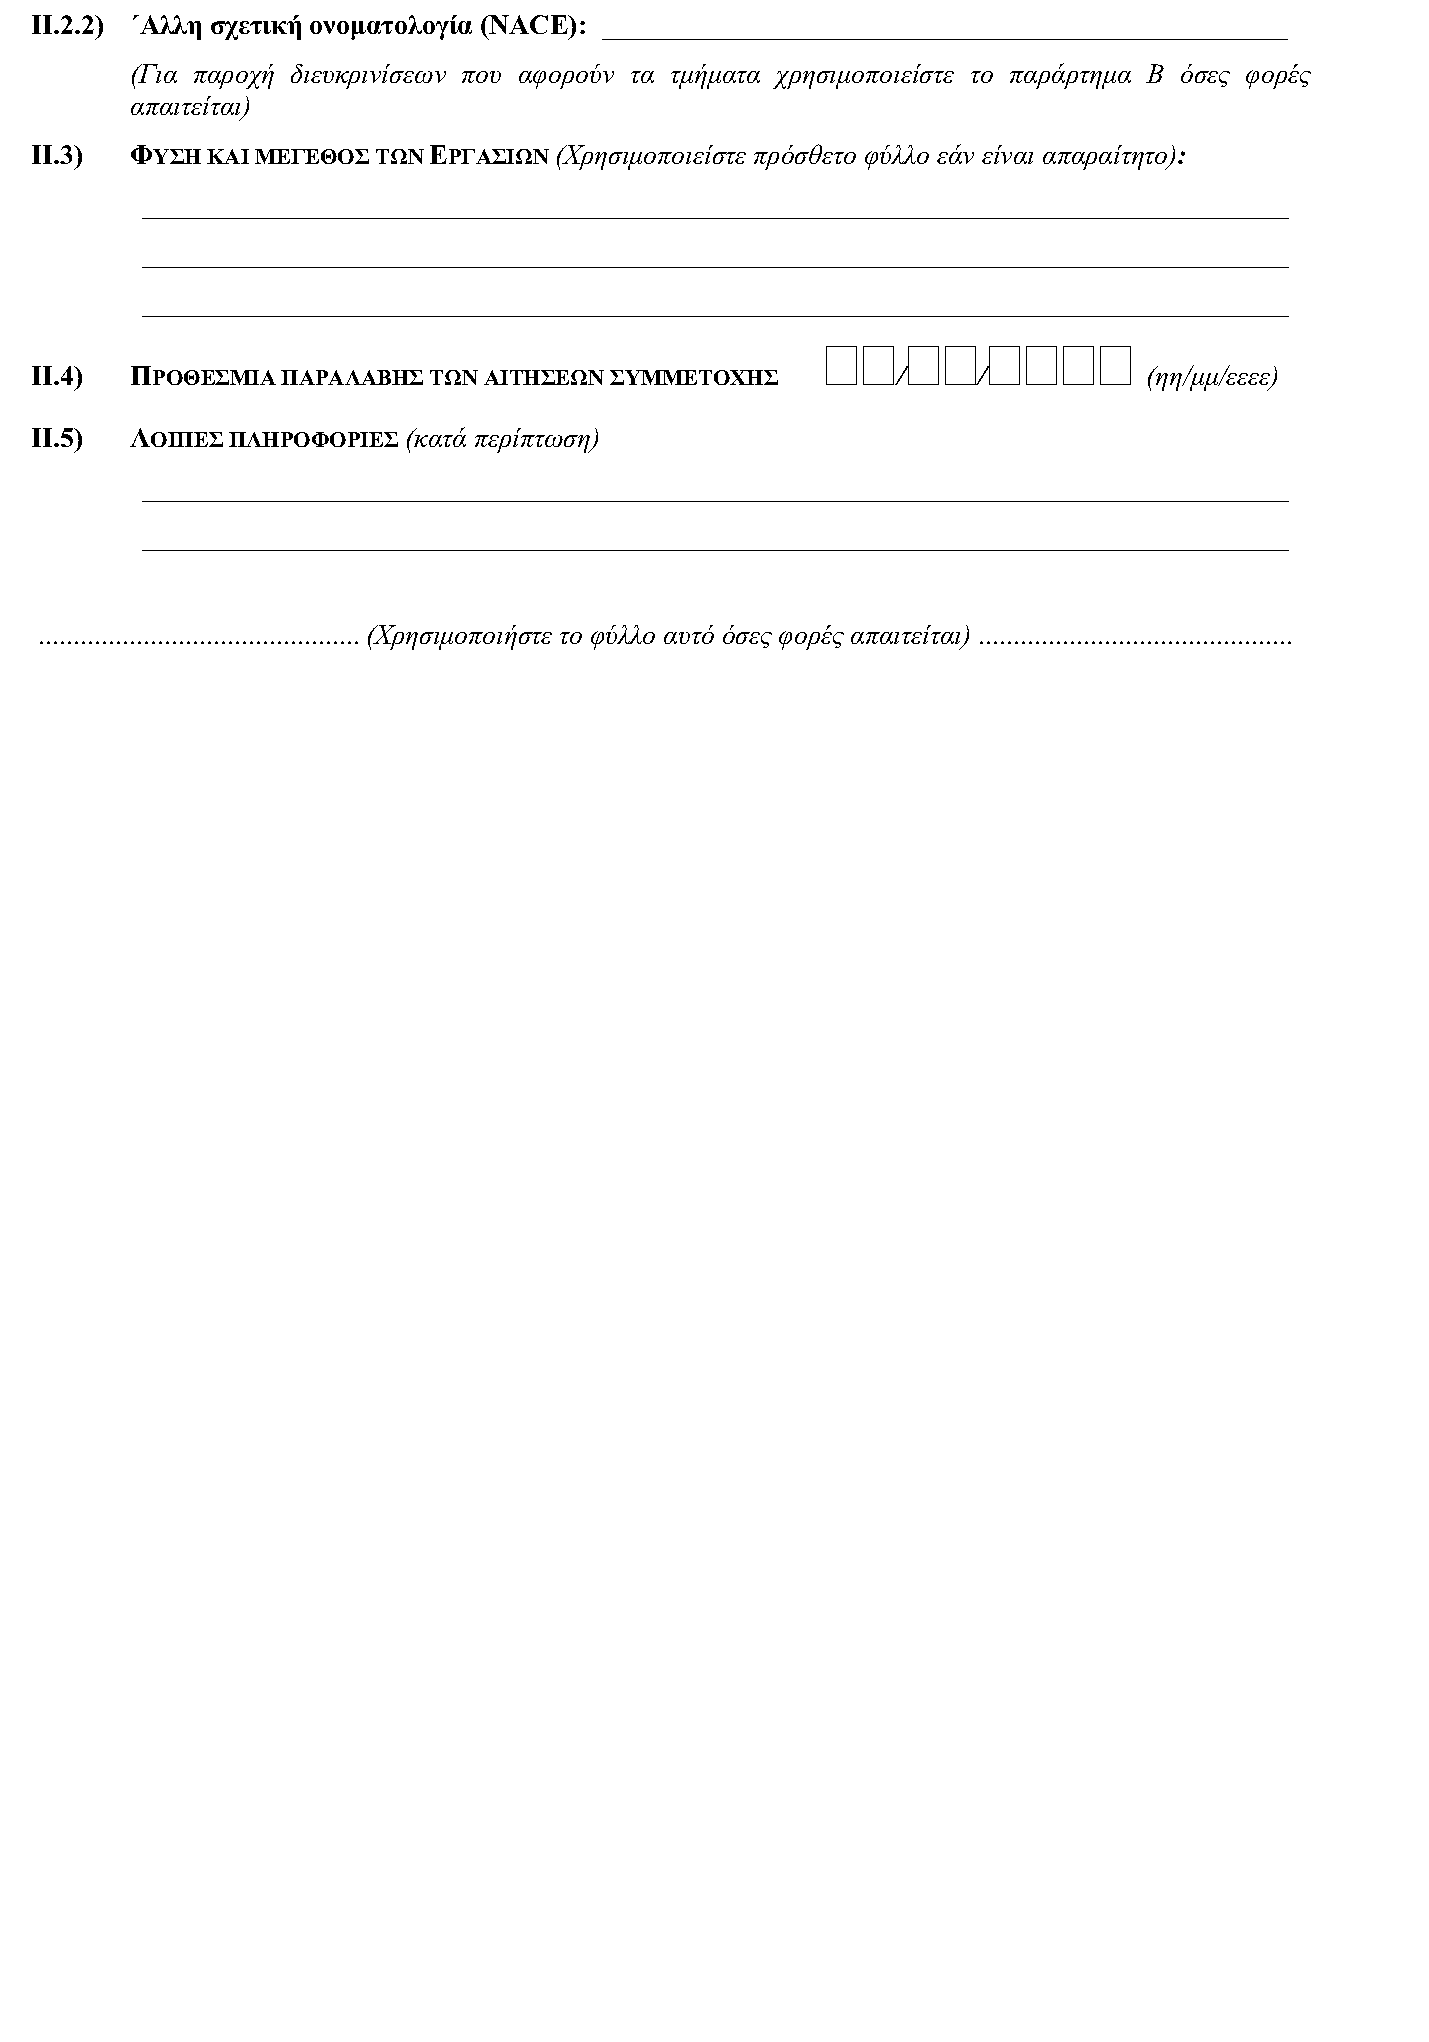 II.2.2) ΄Αλλη σχετική ονοματολογία (NACE): 
(Για παροχή διευκρινίσεων που αφορούν τα τμήματα χρησιμοποιείστε το παράρτημα Β όσες φορές
απαιτείται)
II.3) ΦΥΣΗ ΚΑΙ ΜΕΓΕΘΟΣ ΤΩΝ ΕΡΓΑΣΙΩΝ (Χρησιμοποιείστε πρόσθετο φύλλο εάν είναι απαραίτητο):
II.4) ΠΡΟΘΕΣΜΙΑ ΠΑΡΑΛΑΒΗΣ ΤΩΝ ΑΙΤΗΣΕΩΝ ΣΥΜΜΕΤΟΧΗΣ □□/□□/□□□□ (ηη/μμ/εεεε)
II.5) ΛΟΙΠΕΣ ΠΛΗΡΟΦΟΡΙΕΣ (κατά περίπτωση)
.............................................. (Χρησιμοποιήστε το φύλλο αυτό όσες φορές απαιτείται) .............................................